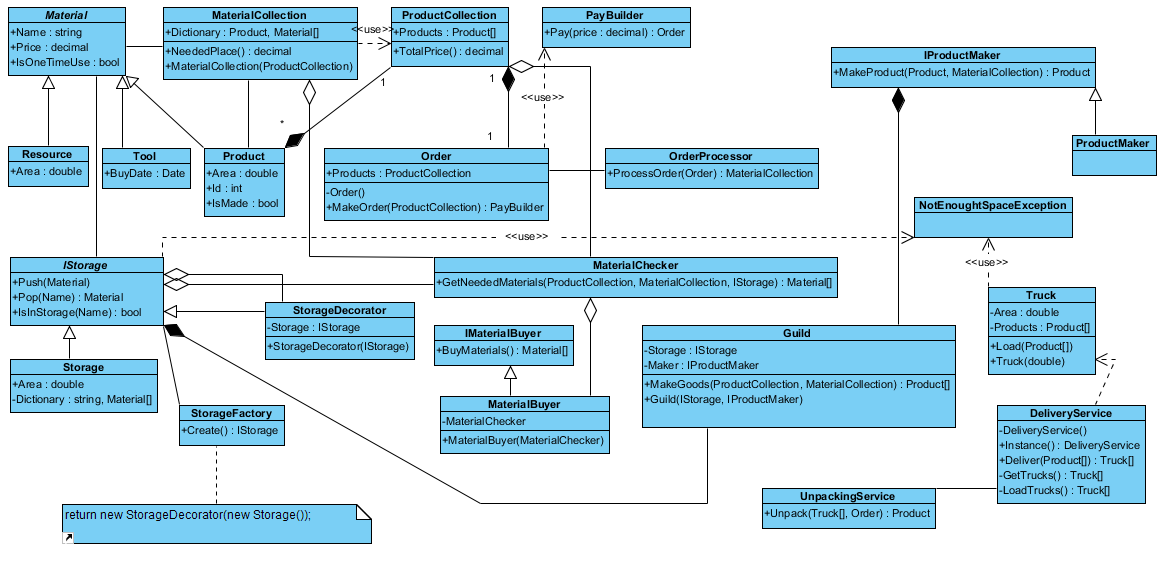 Material
+Name : string
+Price : decimal
+IsOneTimeUse : bool
MaterialCollection
+Dictionary : Product, Material[]
+NeededPlace() : decimal
+MaterialCollection(ProductCollection)
<<use>>
ProductCollection
+Products : Product[]
+TotalPrice() : decimal
PayBuilder
+Pay(price : decimal) : Order
IProductMaker
+MakeProduct(Product, MaterialCollection) : Product
1
1
*
1
<<use>>
Resource
+Area : double
Tool
+BuyDate : Date
Product
+Area : double
+Id : int
+IsMade : bool
Order
+Products : ProductCollection
-Order()
+MakeOrder(ProductCollection) : PayBuilder
OrderProcessor
+ProcessOrder(Order) : MaterialCollection
ProductMaker
NotEnoughtSpaceException
<<use>>
<<use>>
IStorage
+Push(Material)
+Pop(Name) : Material
+IsInStorage(Name) : bool
MaterialChecker
+GetNeededMaterials(ProductCollection, MaterialCollection, IStorage) : Material[]
StorageDecorator
-Storage : IStorage
+StorageDecorator(IStorage)
IMaterialBuyer
+BuyMaterials() : Material[]
Guild
-Storage : IStorage
-Maker : IProductMaker
+MakeGoods(ProductCollection, MaterialCollection) : Product[]
+Guild(IStorage, IProductMaker)
Truck
-Area : double
-Products : Product[]
+Load(Product[])
+Truck(double)
Storage
+Area : double
-Dictionary : string, Material[]
StorageFactory
+Create() : IStorage
MaterialBuyer
-MaterialChecker
+MaterialBuyer(MaterialChecker)
DeliveryService
-DeliveryService()
+Instance() : DeliveryService
+Deliver(Product[]) : Truck[]
-GetTrucks() : Truck[]
-LoadTrucks() : Truck[]
UnpackingService
+Unpack(Truck[], Order) : Product
return new StorageDecorator(new Storage());